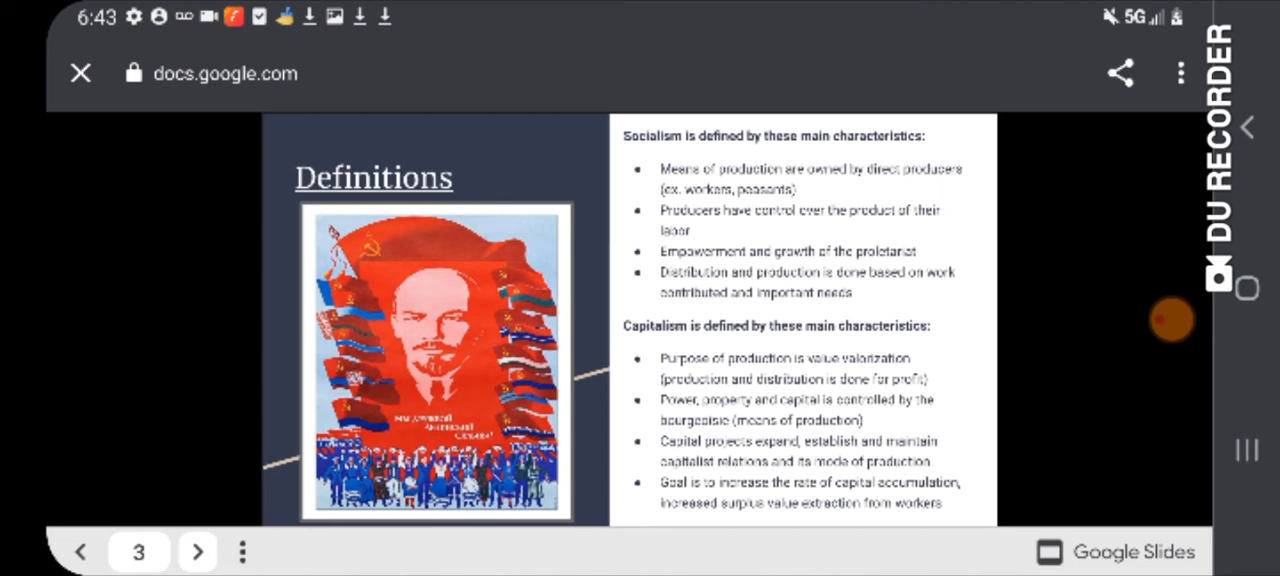 6:43
5G
docs.google.com
DU RECORDER
Definitions
Socialism is defined by these main characteristics:
Means of production are owned by direct producers
(ex. workers, peasants)
Producers have control over the product of their
labor
Empowerment and growth of the proletariat
Distribution and production is done based on work
contributed and important needs
Capitalism is defined by these main characteristics:
Purpose of production is value valorization
(production and distribution is done for profit)
Power, property and capital is controlled by the
bourgeoisie (means of production)
Capital projects expand, establish and maintain
capitalist relations and its mode of production
Goal is to increase the rate of capital accumulation,
increased surplus value extraction from workers
3
Google Slides